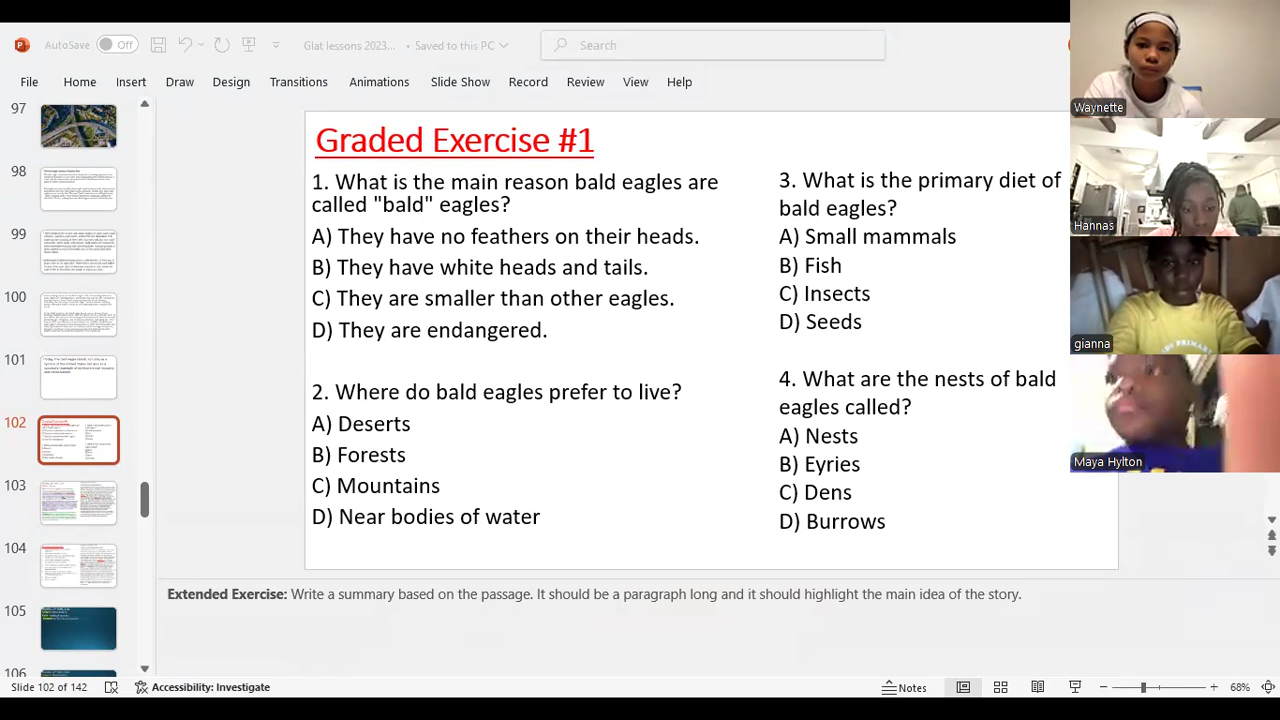 AutoSave
Off
Glat lessons 2023...
Saved to this PC
Search
File
Home
Insert
Draw
Design
Transitions
Animations
Slide Show
Record
Review
View
Help
97
98
99
100
101
102
103
104
105
106
Graded Exercise #1
1. What is the main reason bald eagles are
called "bald" eagles?
A) They have no feathers on their heads.
B) They have white heads and tails.
C) They are smaller than other eagles.
D) They are endangered.
2. Where do bald eagles prefer to live?
A) Deserts
B) Forests
C) Mountains
D) Near bodies of water
3. What is the primary diet of
bald eagles?
A) Small mammals
B) Fish
C) Insects
D) Seeds
4. What are the nests of bald
eagles called?
A) Nests
B) Eyries
C) Dens
D) Burrows
Waynette
Hannas
gianna
Maya Hylton
Extended Exercise: Write a summary based on the passage. It should be a paragraph long and it should highlight the main idea of the story.
Slide 102 of 142
Accessibility: Investigate
Notes
68%